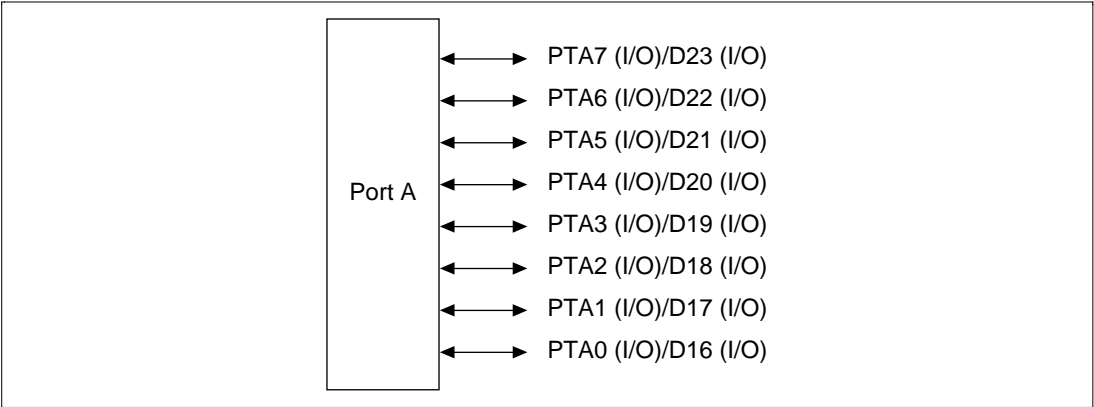 PTA7 (I/O)/D23 (I/O)
PTA6 (I/O)/D22 (I/O)
PTA5 (I/O)/D21 (I/O)
Port A
PTA4 (I/O)/D20 (I/O)
PTA3 (I/O)/D19 (I/O)
PTA2 (I/O)/D18 (I/O)
PTA1 (I/O)/D17 (I/O)
PTA0 (I/O)/D16 (I/O)